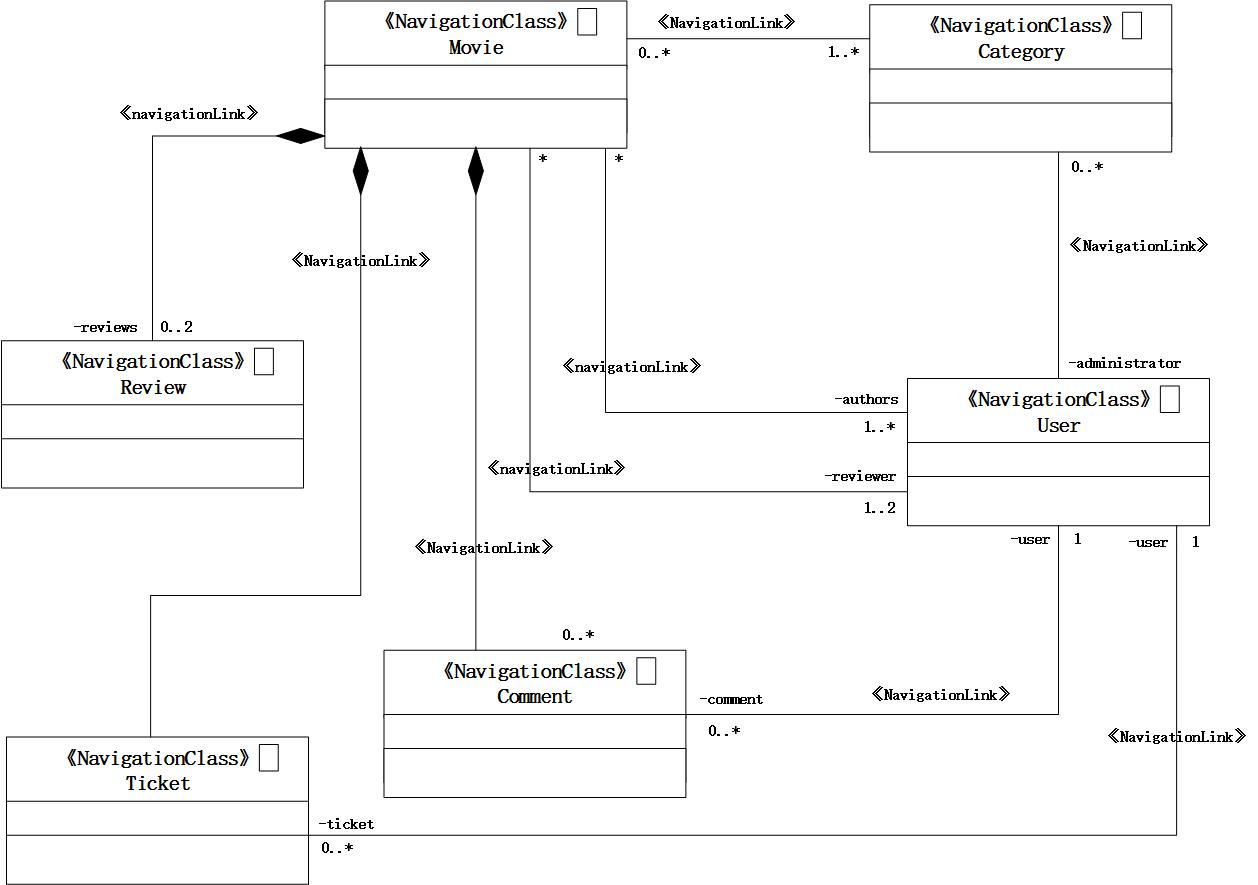 《NavigationClass》
Movie
《NavigationLink》
0..*
1..*
《NavigationClass》
Category
《navigationLink》
*
*
0..*
《NavigationLink》
《NavigationLink》
-reviews
0..2
《NavigationClass》
Review
《navigationLink》
-administrator
-authors
1..*
《NavigationClass》
User
《navigationLink》
-reviewer
1..2
《NavigationLink》
-user
1
-user
1
0..*
《NavigationClass》
Comment
-comment
0..*
《NavigationLink》
《NavigationLink》
《NavigationClass》
Ticket
-ticket
0..*